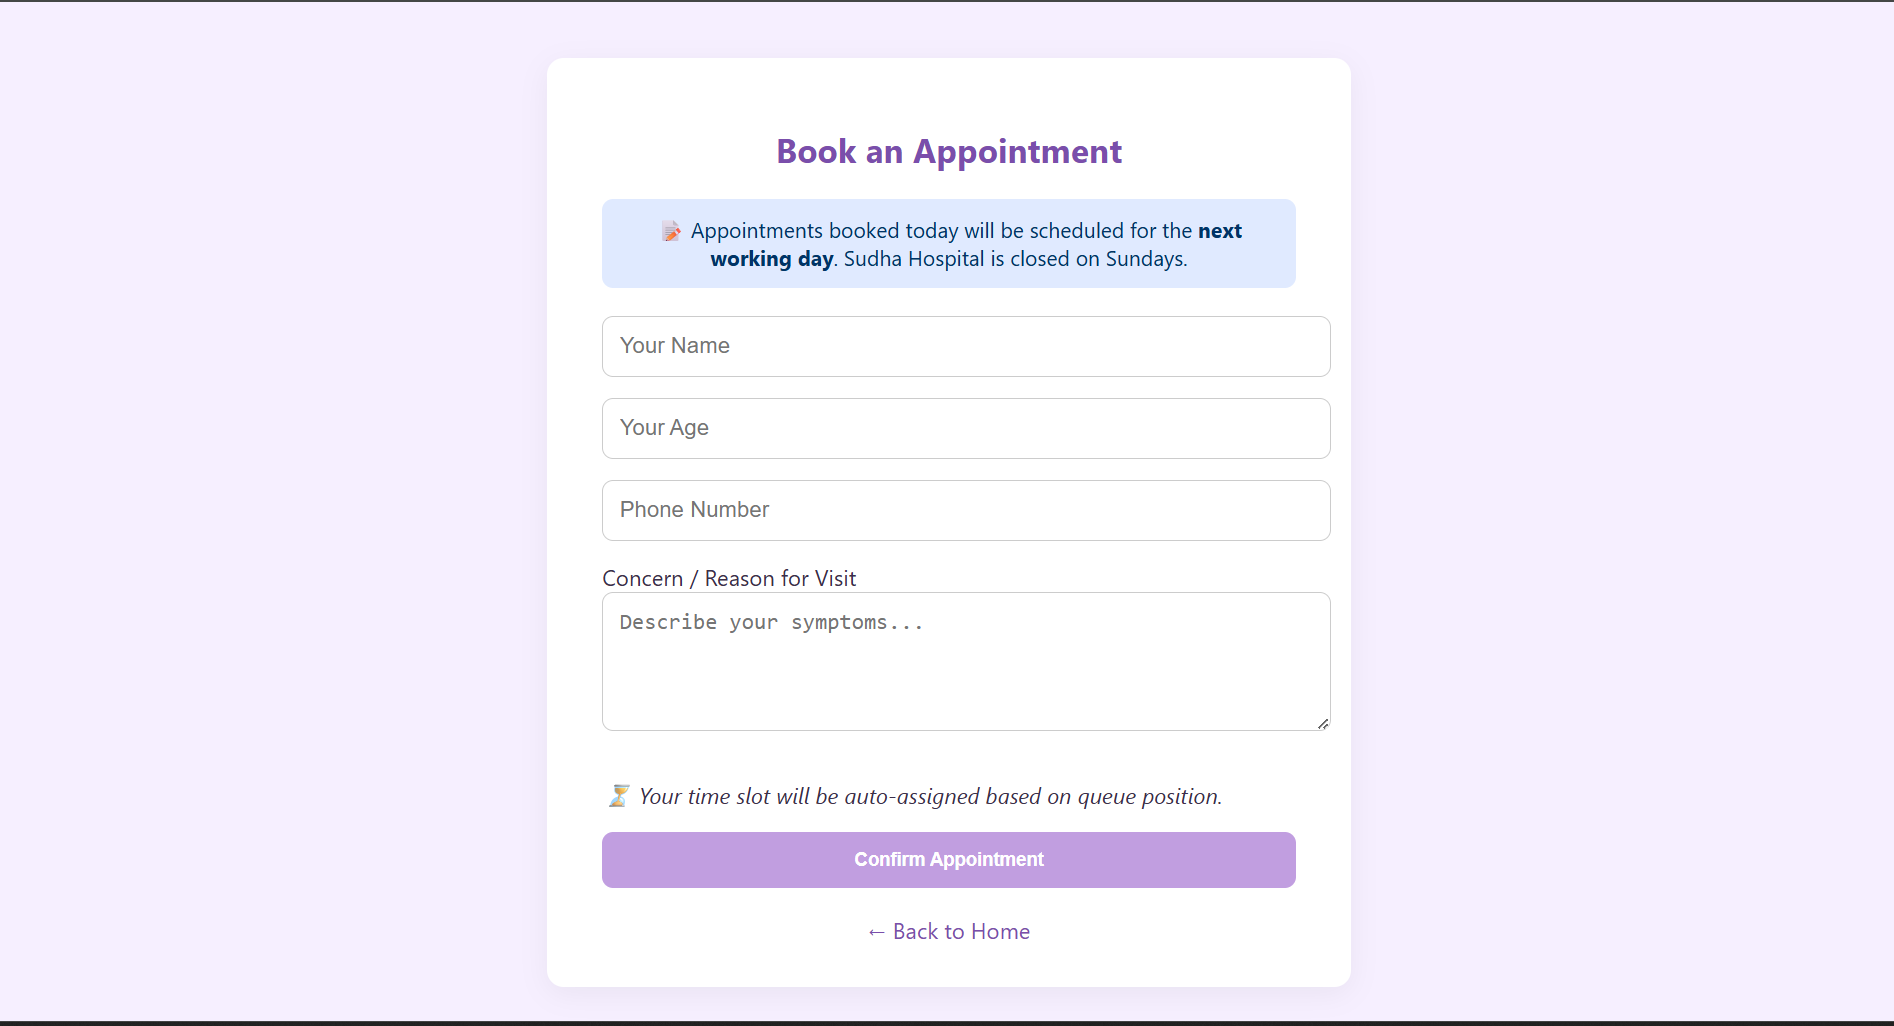 Book an Appointment
📝 Appointments booked today will be scheduled for the next
working day. Sudha Hospital is closed on Sundays.
Your Name
Your Age
Phone Number
Concern / Reason for Visit
Describe your symptoms...
⏳ Your time slot will be auto-assigned based on queue position.
Confirm Appointment
← Back to Home